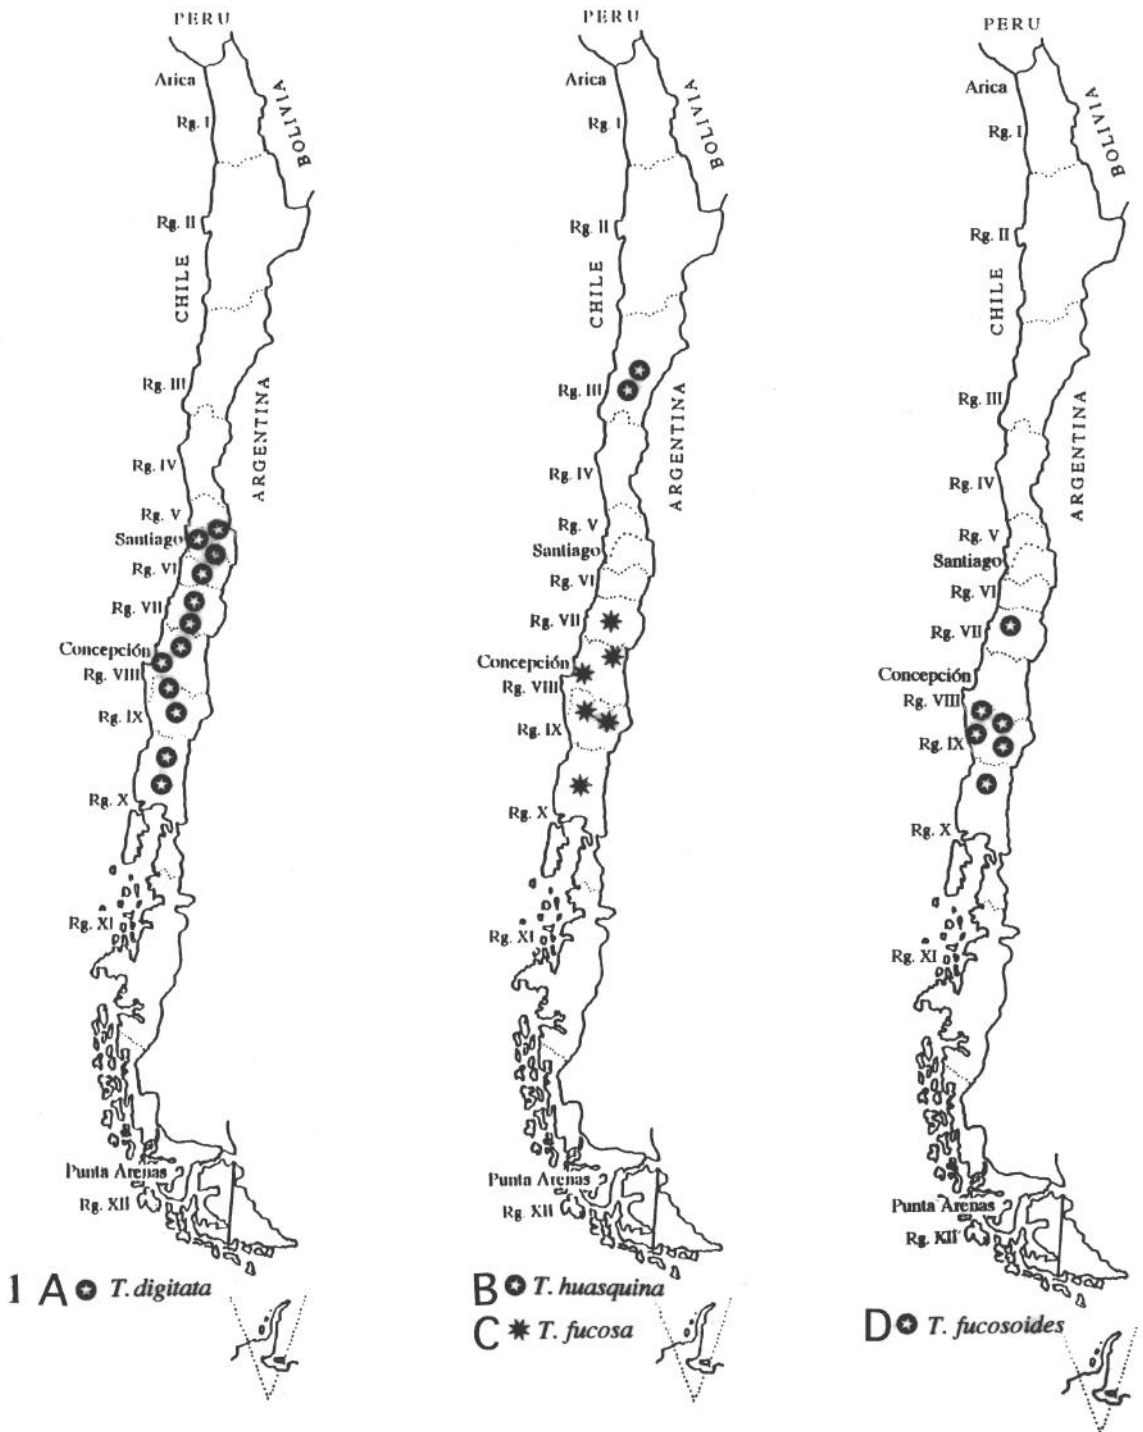 PERU
Arica
Rg. I
BOLIVIA
Rg. II
CHILE
Rg. III
ARGENTINA
Rg. IV
Rg. V
Santiago
Rg. VI
Rg. VII
Concepción
Rg. VIII
Rg. IX
Rg. X
Rg. XI
Punta Arenas
Rg. XII
1 A T. digitata
PERU
Arica
Rg. I
BOLIVIA
Rg. II
CHILE
Rg. III
ARGENTINA
Rg. IV
Rg. V
Santiago
Rg. VI
Rg. VII
Concepción
Rg. VIII
Rg. IX
Rg. X
Rg. XI
Punta Arenas
Rg. XII
B T. huasquina
C T. fucosa
PERU
Arica
Rg. I
BOLIVIA
Rg. II
CHILE
Rg. III
ARGENTINA
Rg. IV
Rg. V
Santiago
Rg. VI
Rg. VII
Concepción
Rg. VIII
Rg. IX
Rg. X
Rg. XI
Punta Arenas
Rg. XII
D T. fucosoides